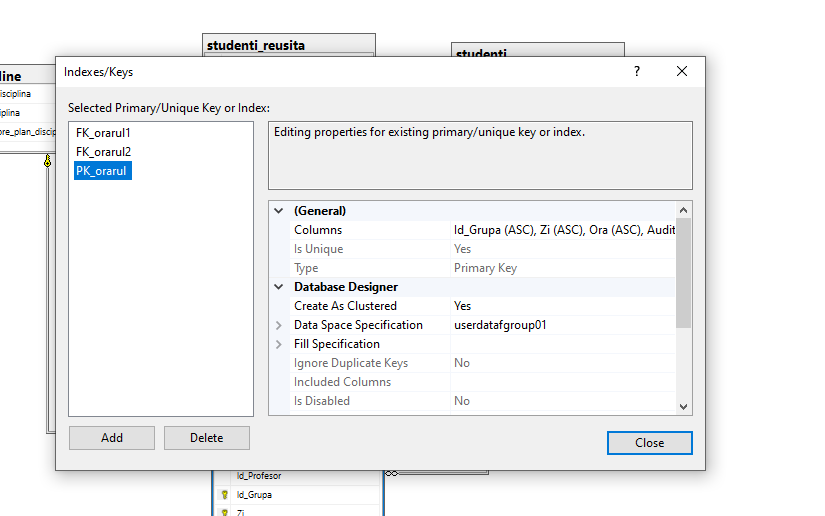 studenti_reusita
studenti
line
disciplina
ciplina
ore_plan_discip
Indexes/Keys
?
Selected Primary/Unique Key or Index:
FK_orarul1
FK_orarul2
PK_orarul
Editing properties for existing primary/unique key or index.
(General)
Columns Id_Grupa (ASC), Zi (ASC), Ora (ASC), Audit
Is Unique Yes
Type Primary Key
Database Designer
Create As Clustered Yes
Data Space Specification userdatafgroup01
Fill Specification
Ignore Duplicate Keys No
Included Columns
Is Disabled No
Add Delete
Close
Id_Profesor
Id_Grupa
Zi